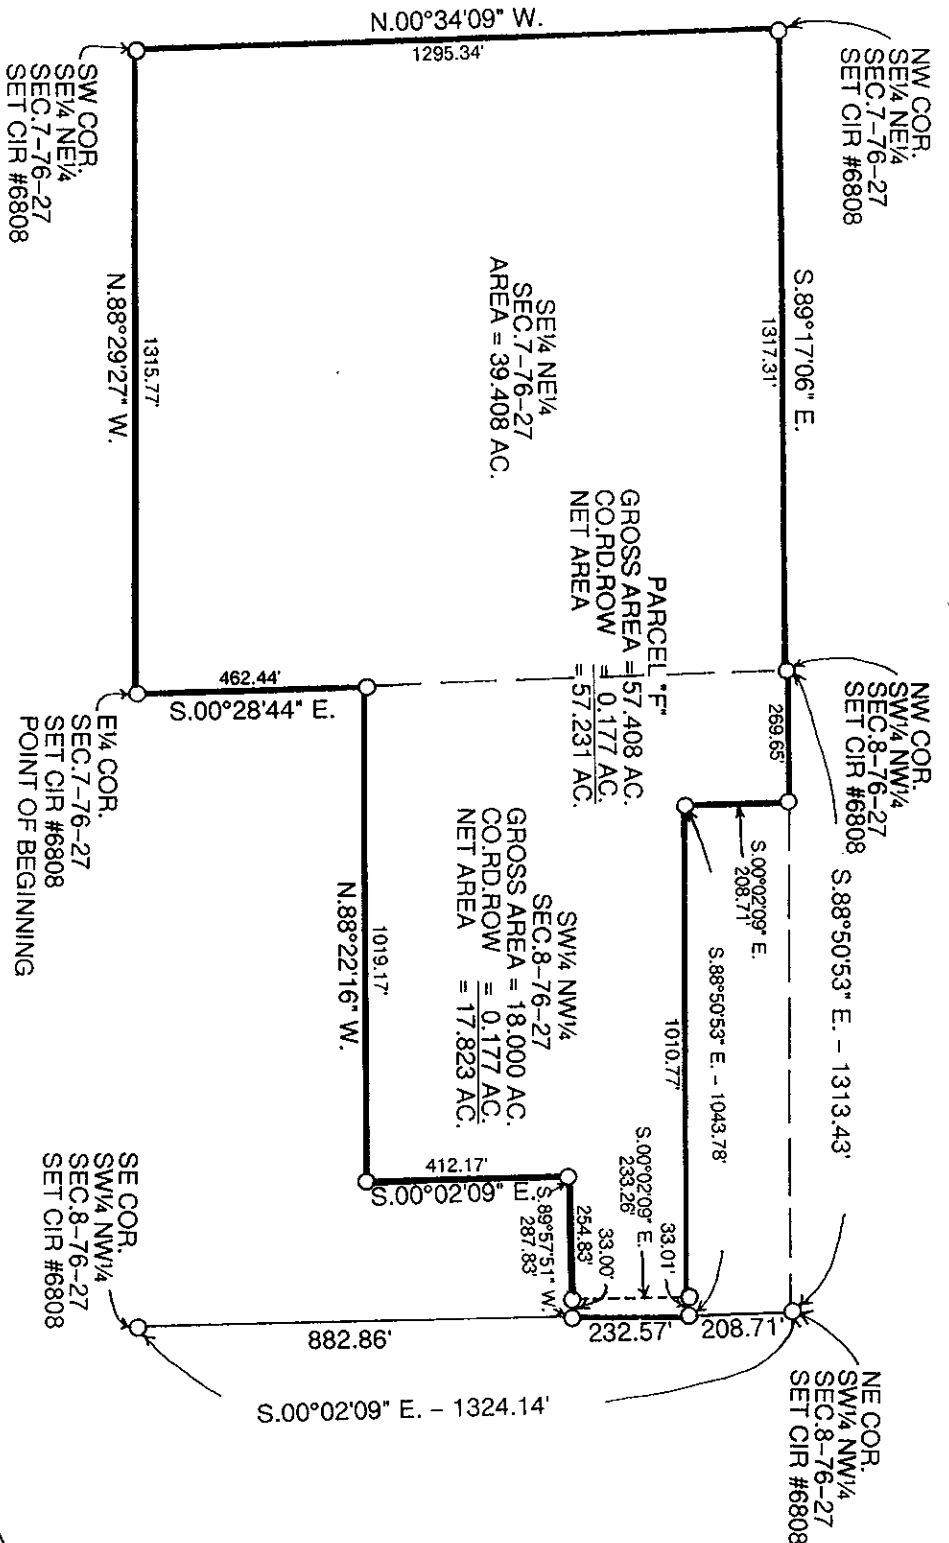 N.00°34'09" W.
1295.34'
NW COR.
SE¼ NE¼
SEC.7–76–27
SET CIR #6808
SW COR.
SE¼ NE¼
SEC.7–76–27
SET CIR #6808
S.89°17'06" E.
1317.31'
SE¼ NE¼
SEC.7–76–27
AREA = 39.408 AC.
1315.77'
N.88°29'27" W.
PARCEL "F"
GROSS AREA = 57.408 AC.
CO.RD.ROW = 0.177 AC.
NET AREA = 57.231 AC.
NW COR.
SW¼ NW¼
SEC.8–76–27
SET CIR #6808
269.65'
462.44'
S.00°28'44" E.
E¼ COR.
SEC.7–76–27
SET CIR #6808
POINT OF BEGINNING
S.00°02'09" E.
208.71'
S.88°50'53" E. – 1313.43'
SW¼ NW¼
SEC.8–76–27
GROSS AREA = 18.000 AC.
CO.RD.ROW = 0.177 AC.
NET AREA = 17.823 AC.
S.88°50'53" E. – 1043.78'
1010.77'
1019.17'
N.88°22'16" W.
412.17'
S.00°02'09" E.
S.00°02'09" E.
233.26'
33.01'
33.00'
254.83'
S.89°57'51" W.
287.83'
208.71'
232.57'
882.86'
SE COR.
SW¼ NW¼
SEC.8–76–27
SET CIR #6808
S.00°02'09" E. – 1324.14'
NE COR.
SW¼ NW¼
SEC.8–76–27
SET CIR #6808